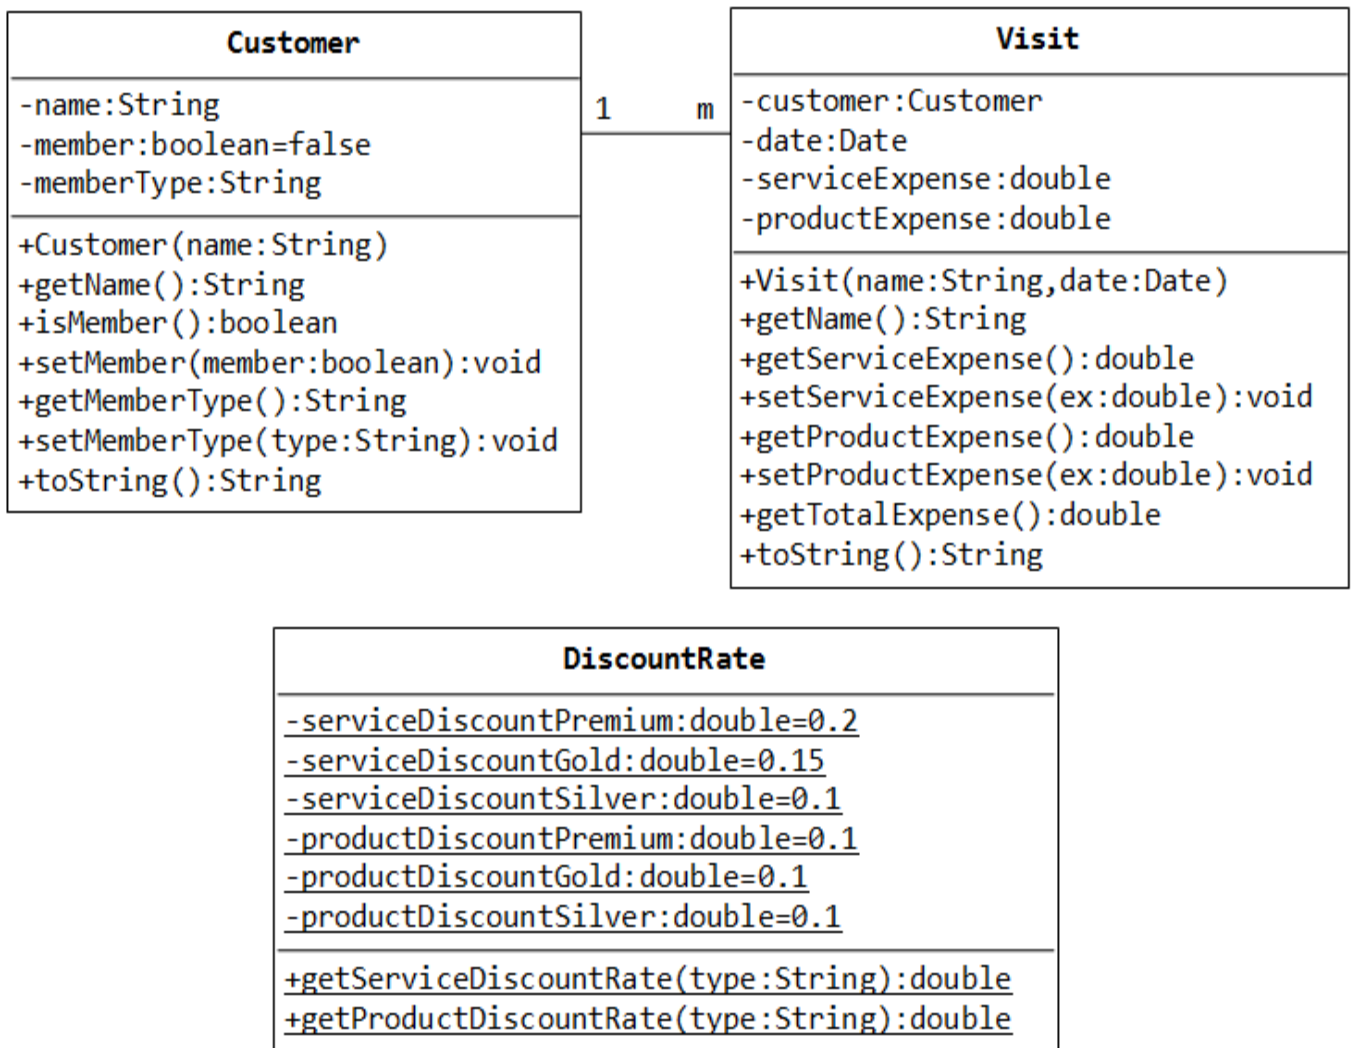 Customer
-name:String
-member:boolean=false
-memberType:String
+Customer(name:String)
+getName():String
+isMember():boolean
+setMember(member:boolean):void
+getMemberType():String
+setMemberType(type:String):void
+toString():String
1 m
Visit
-customer:Customer
-date:Date
-serviceExpense:double
-productExpense:double
+Visit(name:String,date:Date)
+getName():String
+getServiceExpense():double
+setServiceExpense(ex:double):void
+getProductExpense():double
+setProductExpense(ex:double):void
+getTotalExpense():double
+toString():String
DiscountRate
-serviceDiscountPremium:double=0.2
-serviceDiscountGold:double=0.15
-serviceDiscountSilver:double=0.1
-productDiscountPremium:double=0.1
-productDiscountGold:double=0.1
-productDiscountSilver:double=0.1
+getServiceDiscountRate(type:String):double
+getProductDiscountRate(type:String):double